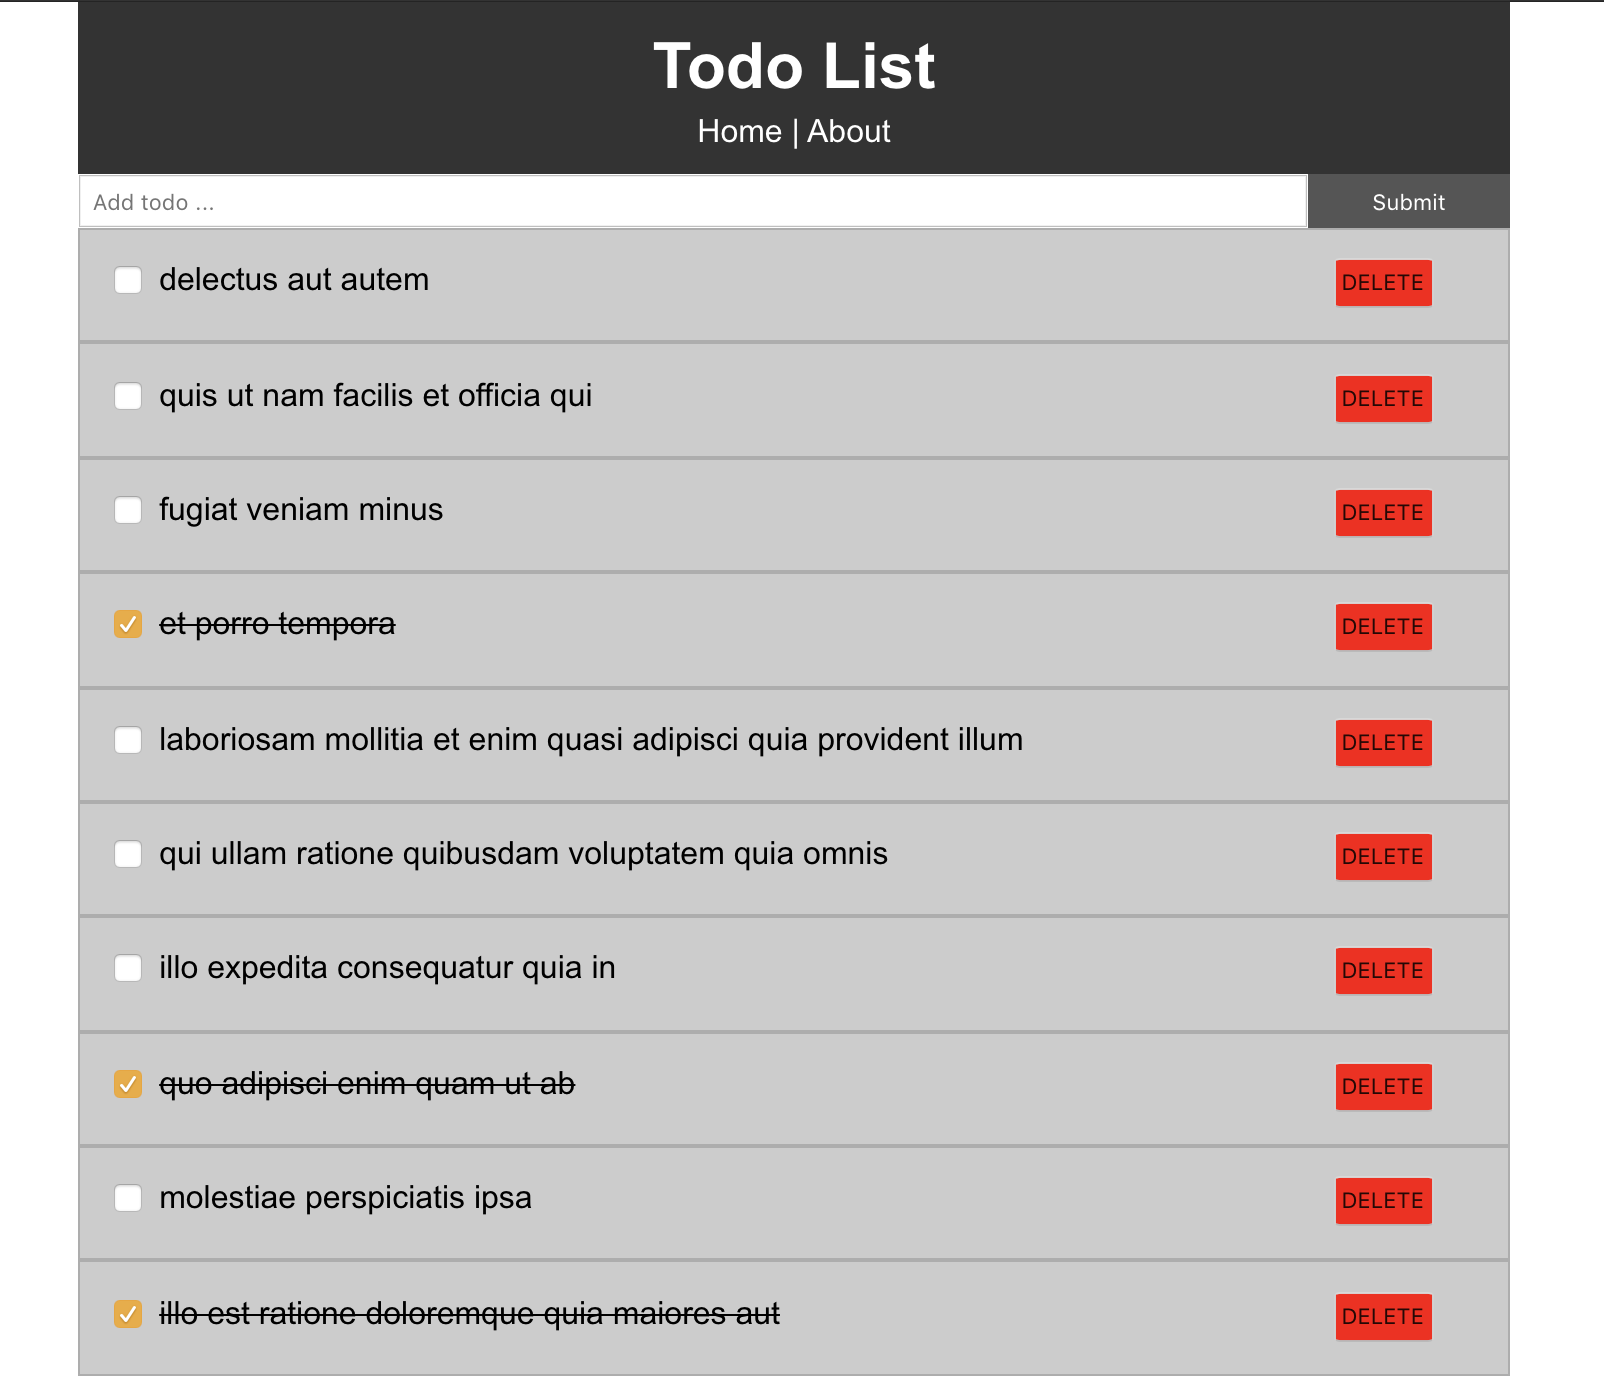 Todo List
Home | About
Add todo ... Submit
delectus aut autem DELETE
quis ut nam facilis et officia qui DELETE
fugiat veniam minus DELETE
et porro tempora DELETE
laboriosam mollitia et enim quasi adipisci quia provident illum DELETE
qui ullam ratione quibusdam voluptatem quia omnis DELETE
illo expedita consequatur quia in DELETE
quo adipisci enim quam ut ab DELETE
molestiae perspiciatis ipsa DELETE
illo est ratione doloremque quia maiores aut DELETE